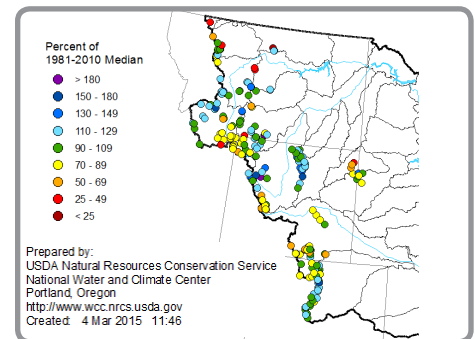 Percent of
1981-2010 Median
> 180
150 - 180
130 - 149
110 - 129
90 - 109
70 - 89
50 - 69
25 - 49
< 25
Prepared by:
USDA Natural Resources Conservation Service
National Water and Climate Center
Portland, Oregon
http://www.wcc.nrcs.usda.gov
Created: 4 Mar 2015 11:46